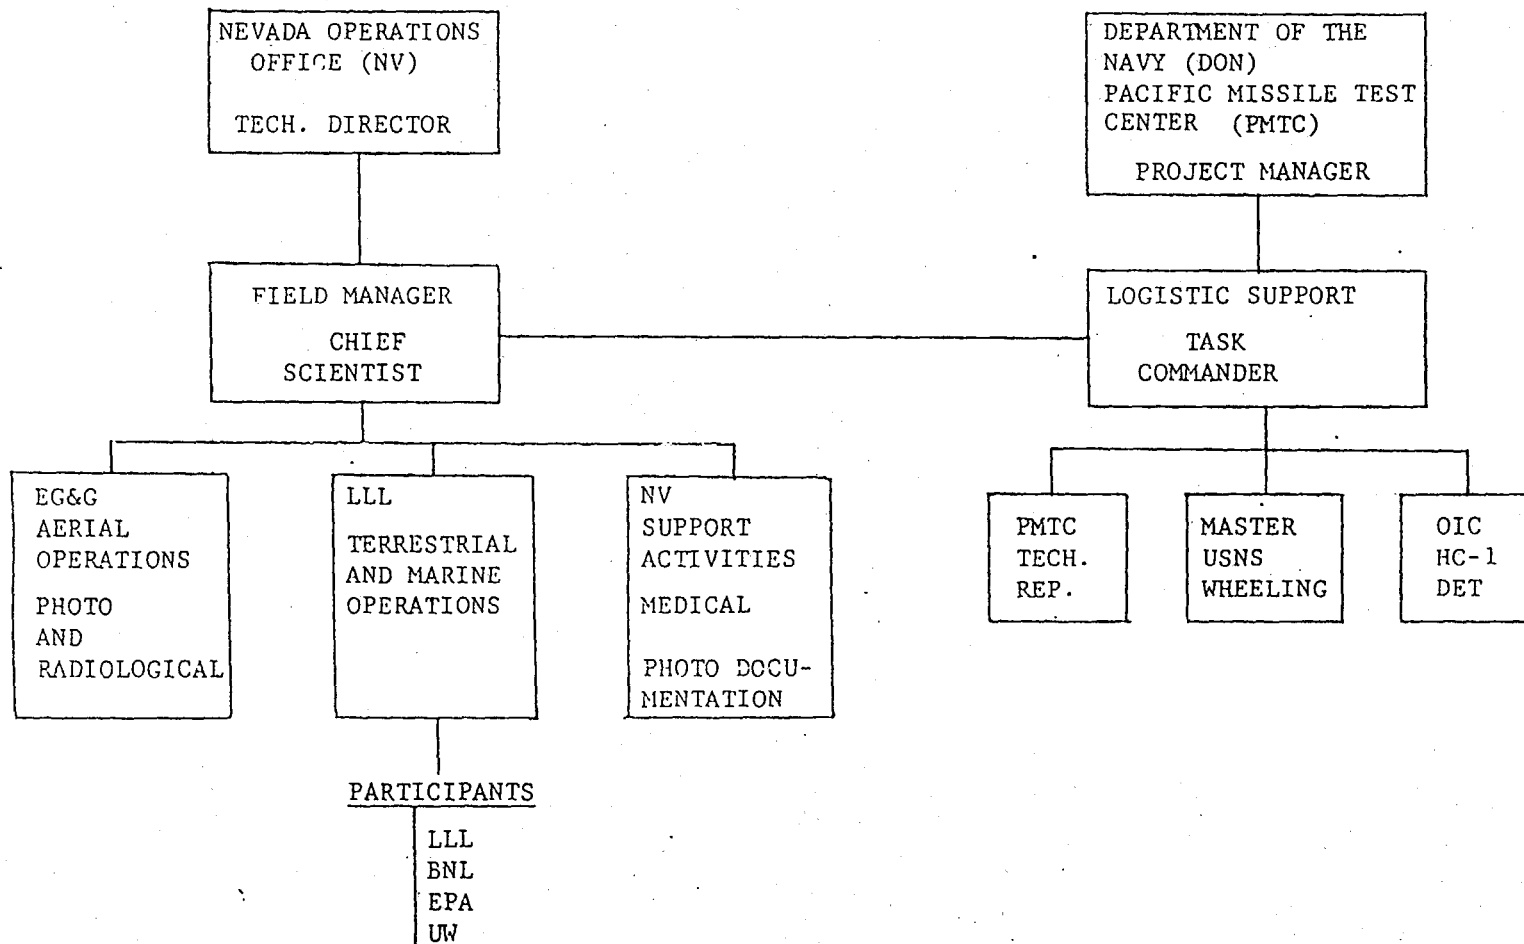 NEVADA OPERATIONS
OFFICE (NV)
TECH. DIRECTOR
DEPARTMENT OF THE
NAVY (DON)
PACIFIC MISSILE TEST
CENTER (PMTC)
PROJECT MANAGER
FIELD MANAGER
CHIEF
SCIENTIST
LOGISTIC SUPPORT
TASK
COMMANDER
EG&G
AERIAL
OPERATIONS
PHOTO
AND
RADIOLOGICAL
LLL
TERRESTRIAL
AND MARINE
OPERATIONS
NV
SUPPORT
ACTIVITIES
MEDICAL
PHOTO DOCU-
MENTATION
PMTC
TECH.
REP.
MASTER
USNS
WHEELING
OIC
HC-1
DET
PARTICIPANTS
LLL
BNL
EPA
UW